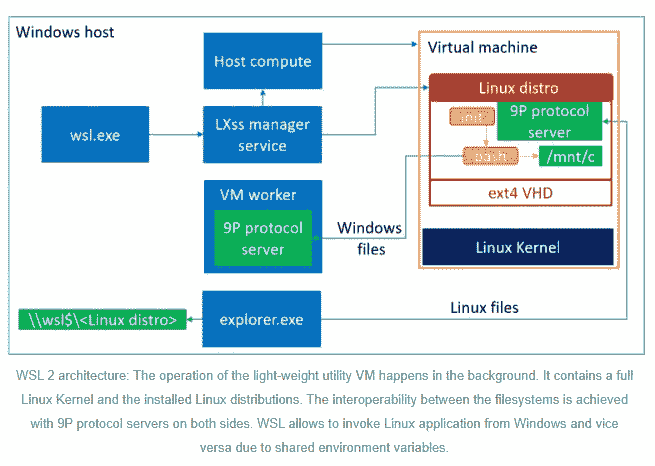 Windows host
Host compute
Virtual machine
Linux distro
wsl.exe
LXss manager
service
init
9P protocol
server
bash
/mnt/c
VM worker
9P protocol
server
Windows
files
ext4 VHD
Linux Kernel
\\wsl$\<Linux distro>
explorer.exe
Linux files
WSL 2 architecture: The operation of the light-weight utility VM happens in the background. It contains a full
Linux Kernel and the installed Linux distributions. The interoperability between the filesystems is achieved
with 9P protocol servers on both sides. WSL allows to invoke Linux application from Windows and vice
versa due to shared environment variables.